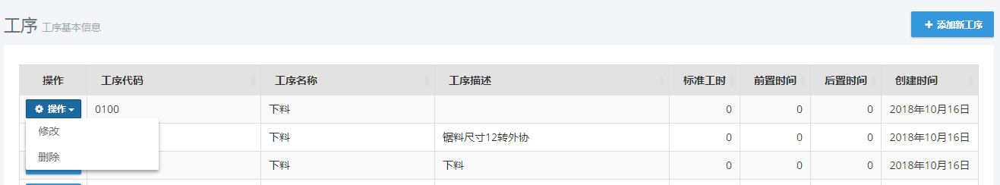 工序 工序基本信息
添加新工序
操作 工序代码 工序名称 工序描述 标准工时 前置时间 后置时间 创建时间
操作 0100 下料 0 0 0 2018年10月16日
修改
下料 锯料尺寸12转外协 0 0 0 2018年10月16日
删除
下料 下料 0 0 0 2018年10月16日